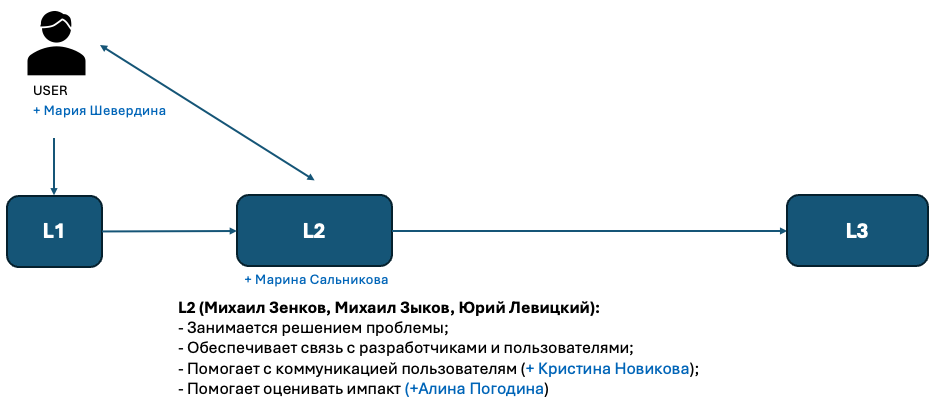 USER
+ Мария Шевердина
L1
L2
L3
+ Марина Сальникова
L2 (Михаил Зенков, Михаил Зыков, Юрий Левицкий):
- Занимается решением проблемы;
- Обеспечивает связь с разработчиками и пользователями;
- Помогает с коммуникацией пользователям (+ Кристина Новикова);
- Помогает оценивать импакт (+Алина Погодина)